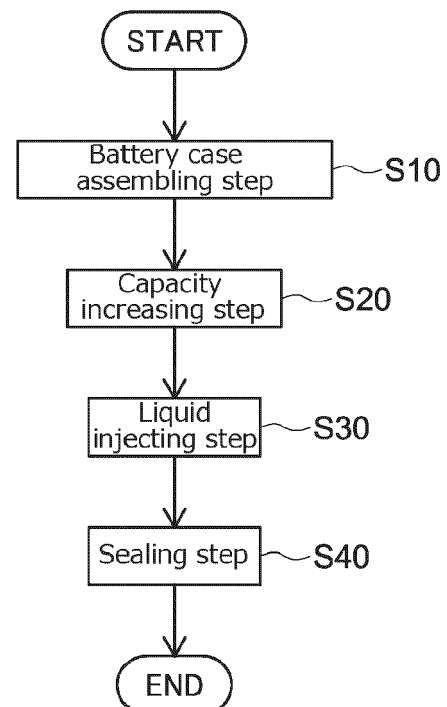 START
Battery case
assembling step
S10
Capacity
increasing step
S20
Liquid
injecting step
S30
Sealing step
S40
END